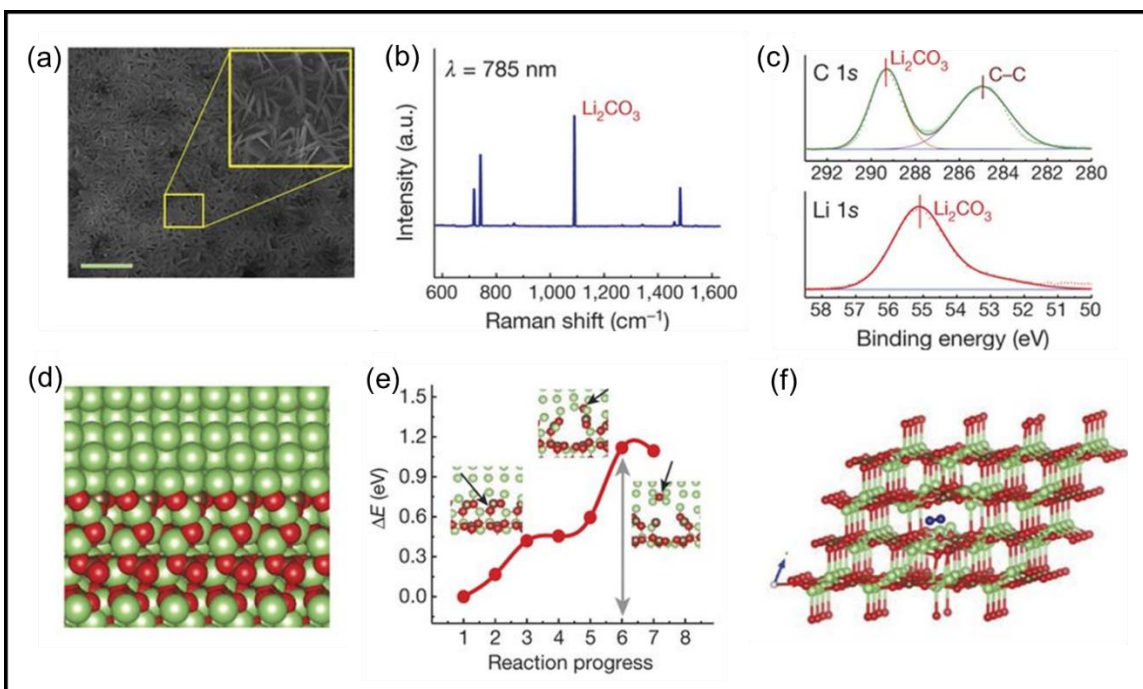 (a)
(b)
λ = 785 nm
Li₂CO₃
Intensity (a.u.)
600 800 1,000 1,200 1,400 1,600
Raman shift (cm⁻¹)
(c)
C 1s
Li₂CO₃
C–C
292 290 288 286 284 282 280
Li 1s
Li₂CO₃
58 57 56 55 54 53 52 51 50
Binding energy (eV)
(d)
(e)
1.5
1.2
0.9
0.6
0.3
0.0
ΔE (eV)
1 2 3 4 5 6 7 8
Reaction progress
(f)